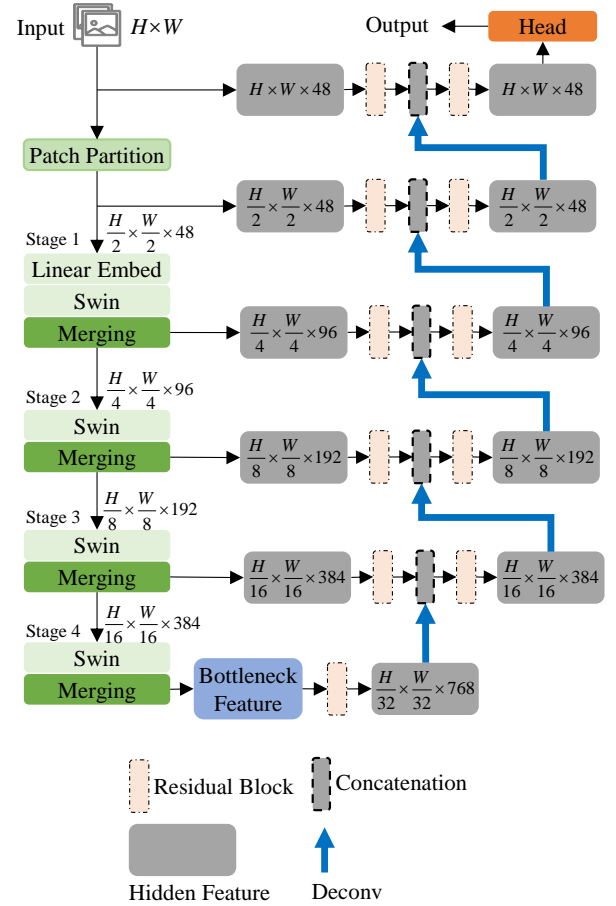 Input H×W Output Head
H×W×48 H×W×48
Patch Partition
H/2 × W/2 × 48 H/2 × W/2 × 48
Stage 1 H/2 × W/2 × 48
Linear Embed
Swin
Merging H/4 × W/4 × 96 H/4 × W/4 × 96
H/4 × W/4 × 96
Stage 2
Swin
Merging H/8 × W/8 × 192 H/8 × W/8 × 192
H/8 × W/8 × 192
Stage 3
Swin
Merging H/16 × W/16 × 384 H/16 × W/16 × 384
H/16 × W/16 × 384
Stage 4
Swin
Merging Bottleneck Feature H/32 × W/32 × 768
Residual Block Concatenation
Hidden Feature Deconv